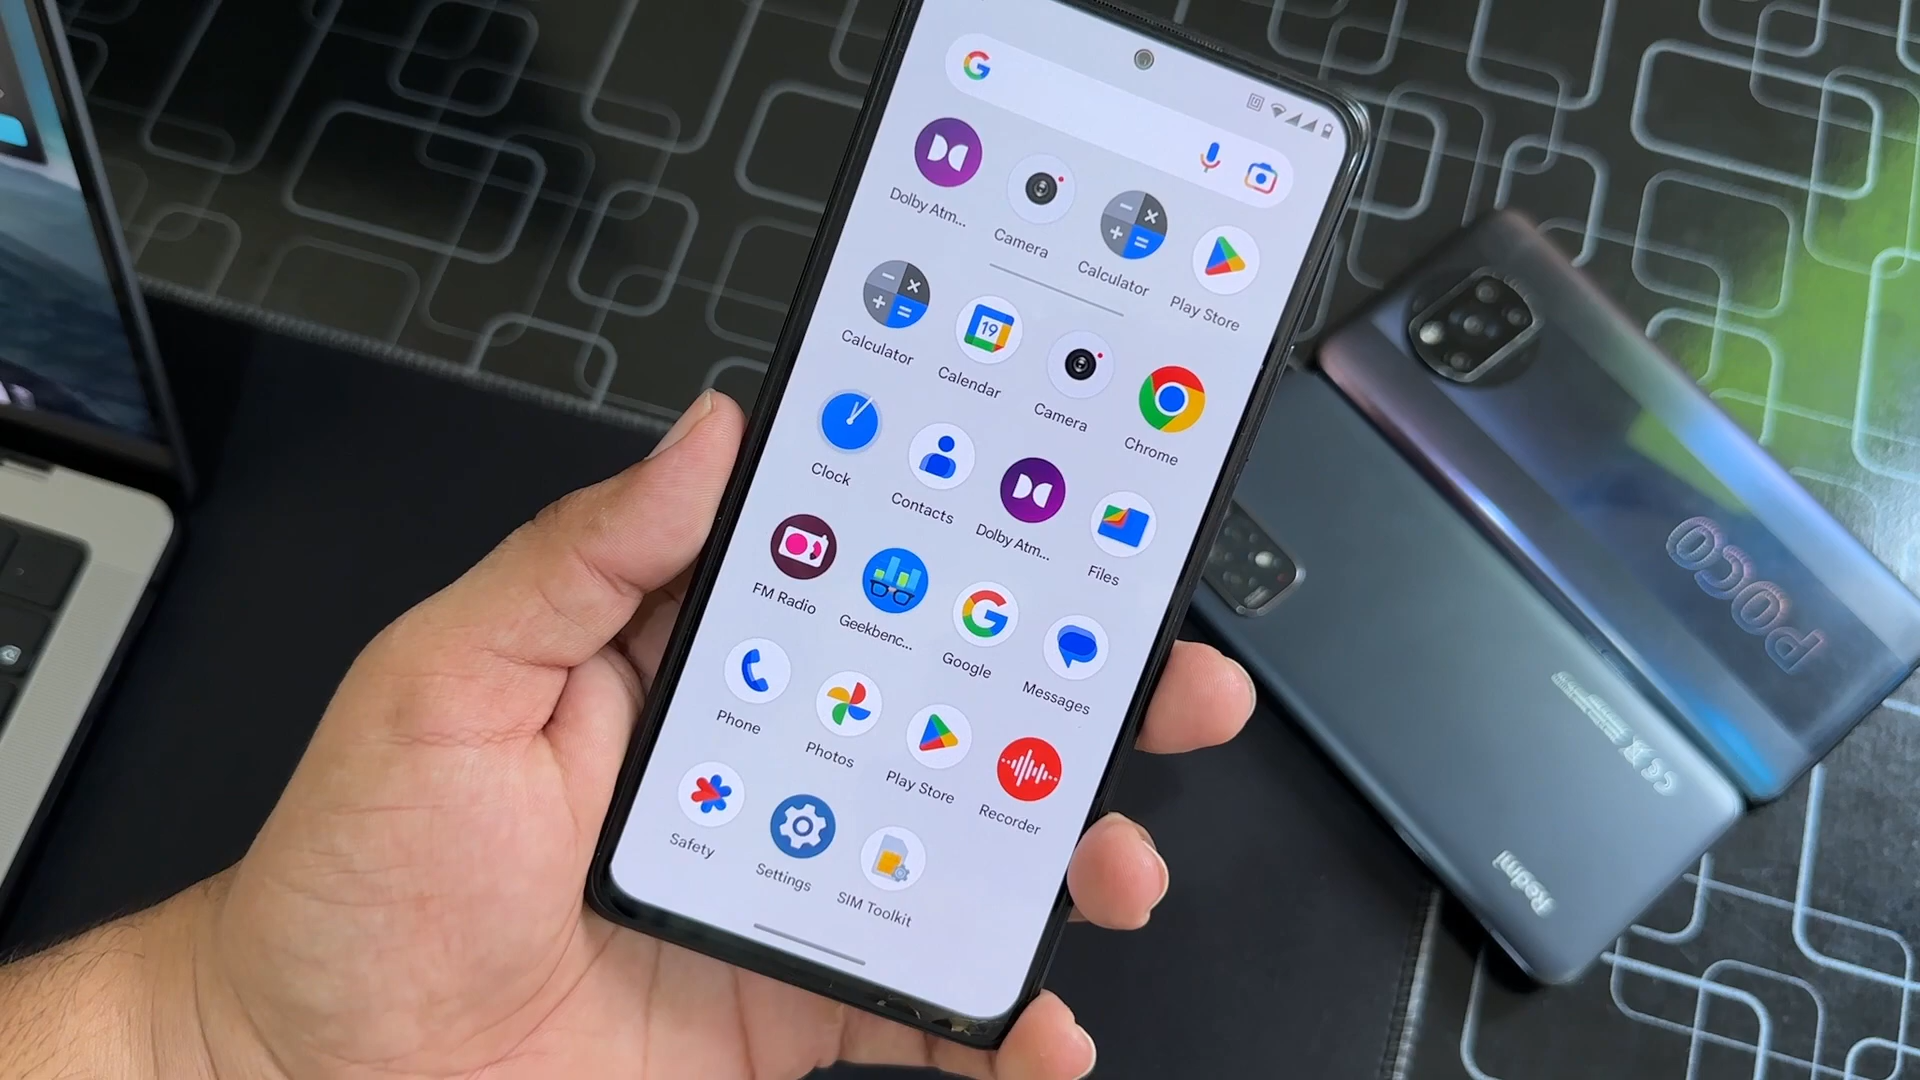 Dolby Atm...
Camera
Calculator
Play Store
Calculator
Calendar
19
Camera
Chrome
Clock
Contacts
Dolby Atm...
Files
FM Radio
Geekbenc...
Google
Messages
Phone
Photos
Play Store
Recorder
Safety
Settings
SIM Toolkit
POCO
Redmi